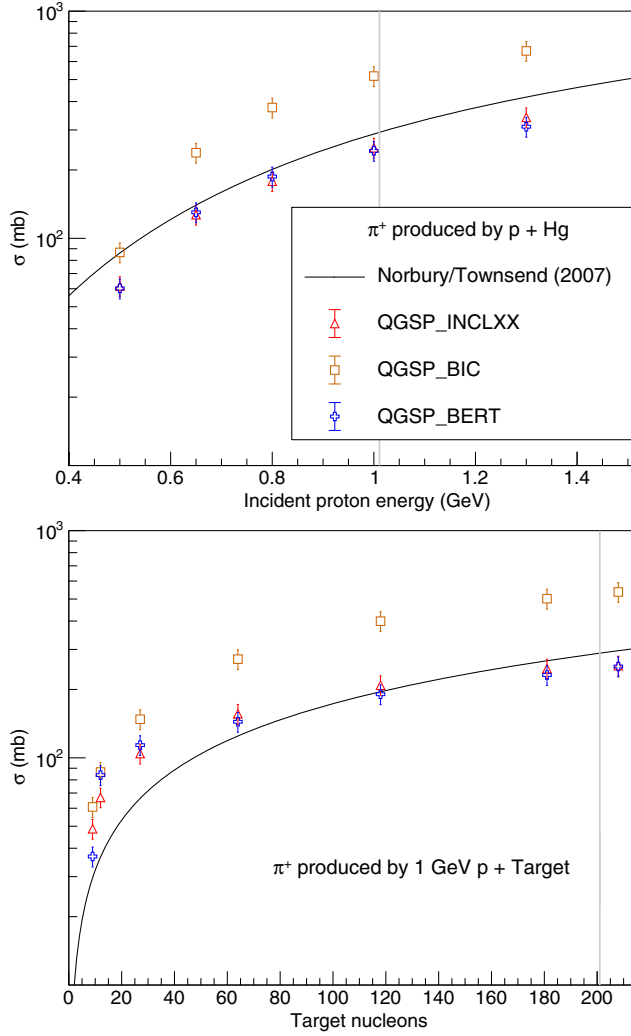 10³
10²
σ (mb)
π⁺ produced by p + Hg
Norbury/Townsend (2007)
QGSP_INCLXX
QGSP_BIC
QGSP_BERT
0.4 0.6 0.8 1 1.2 1.4
Incident proton energy (GeV)
10³
10²
σ (mb)
π⁺ produced by 1 GeV p + Target
0 20 40 60 80 100 120 140 160 180 200
Target nucleons